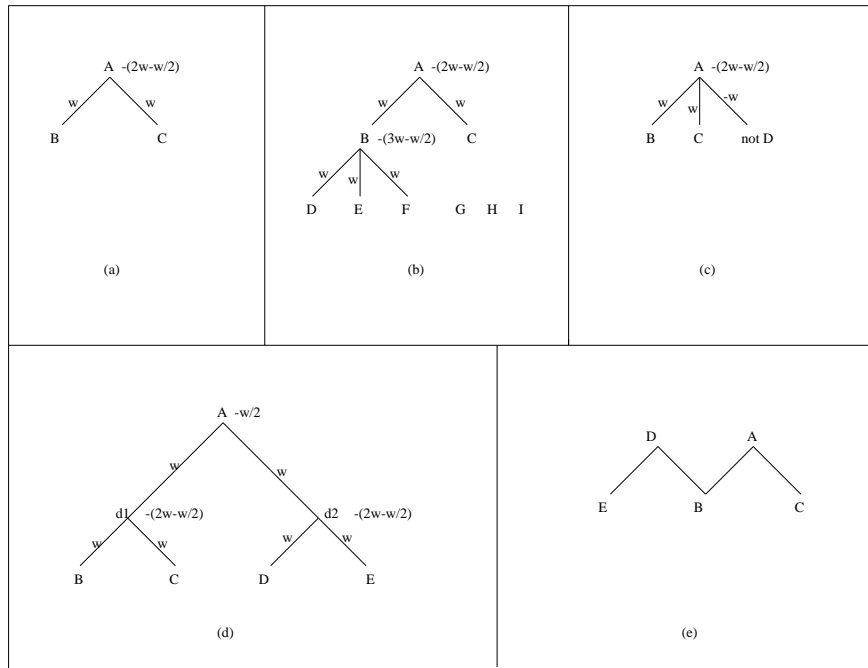 A -(2w-w/2)
w w
B C
(a)
A -(2w-w/2)
w w
B -(3w-w/2) C
w w w
D E F G H I
(b)
A -(2w-w/2)
w w -w
B C not D
(c)
A -w/2
w w
d1 -(2w-w/2) d2 -(2w-w/2)
w w w w
B C D E
(d)
D A
E B C
(e)